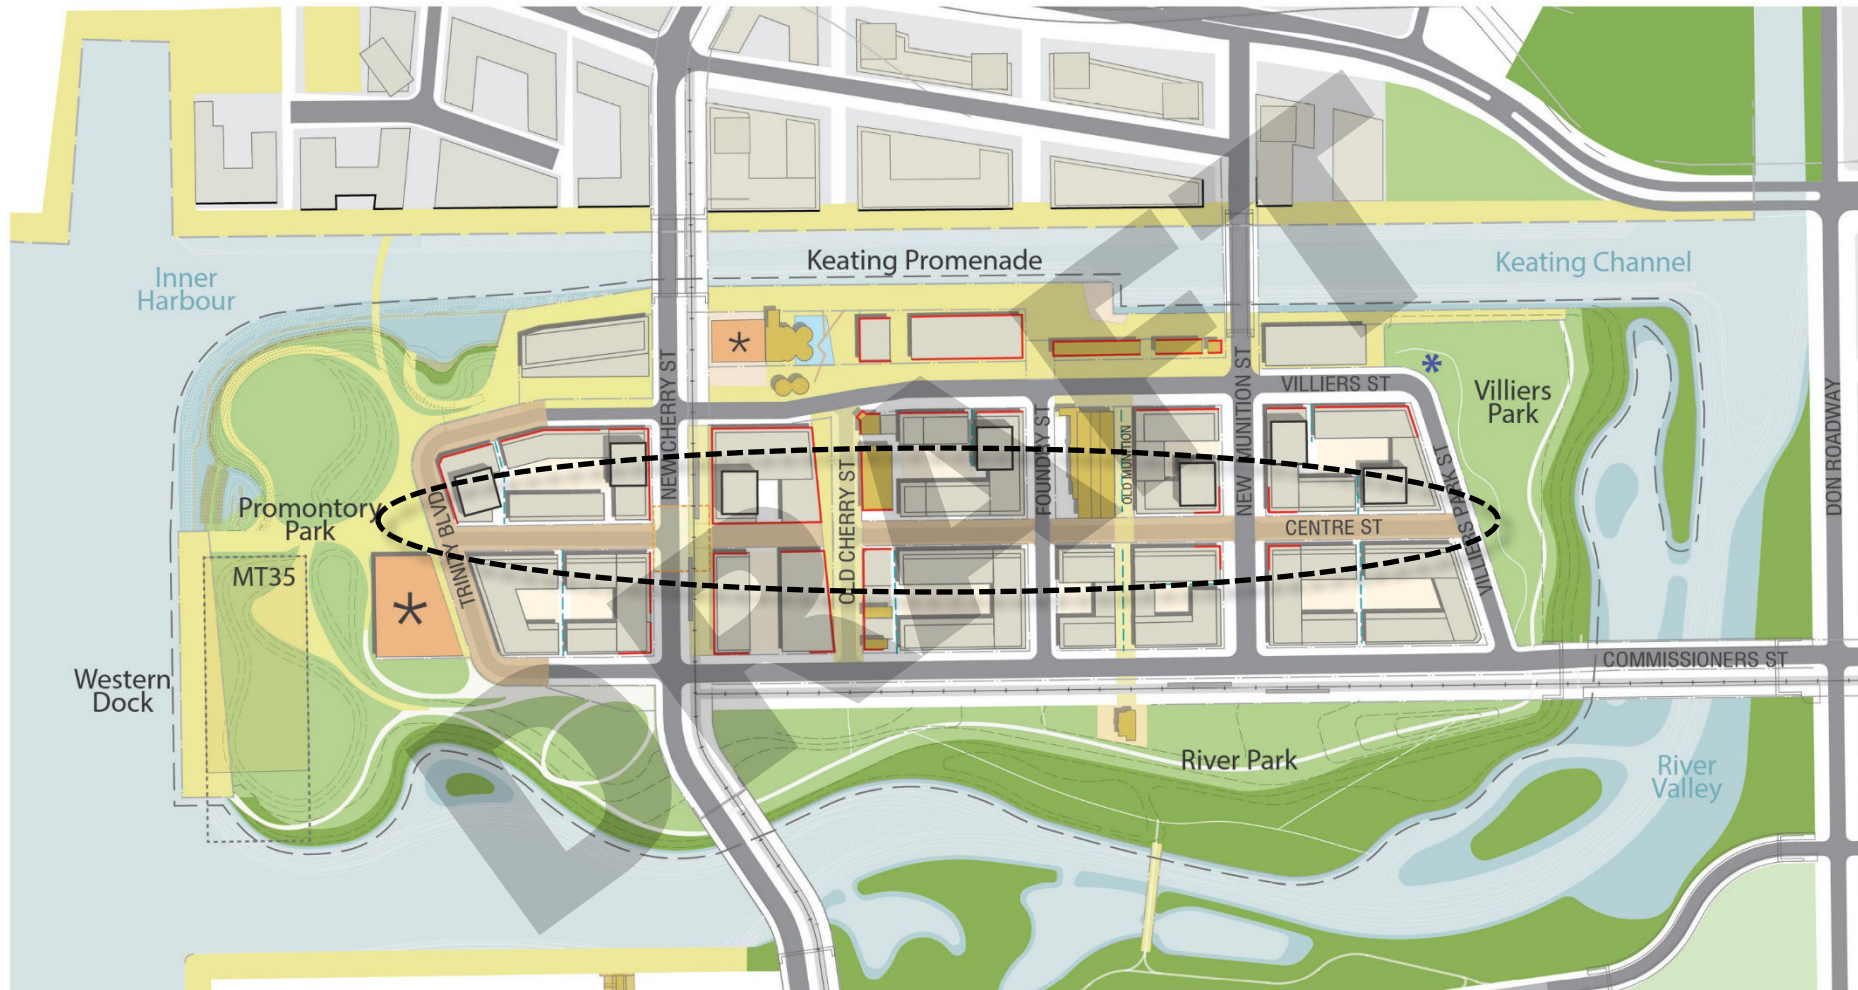 Keating Promenade
Keating Channel
Inner
Harbour
*
*
VILLIERS ST
Villiers
Park
NEW CHERRY ST
NEW MUNITION ST
FOUNDRY ST
OLD MUNITION
OLD CHERRY ST
VILLIERS PARK ST
DON ROADWAY
Promontory
Park
TRINITY BLVD
CENTRE ST
MT35
*
COMMISSIONERS ST
Western
Dock
River Park
River
Valley
DRAFT